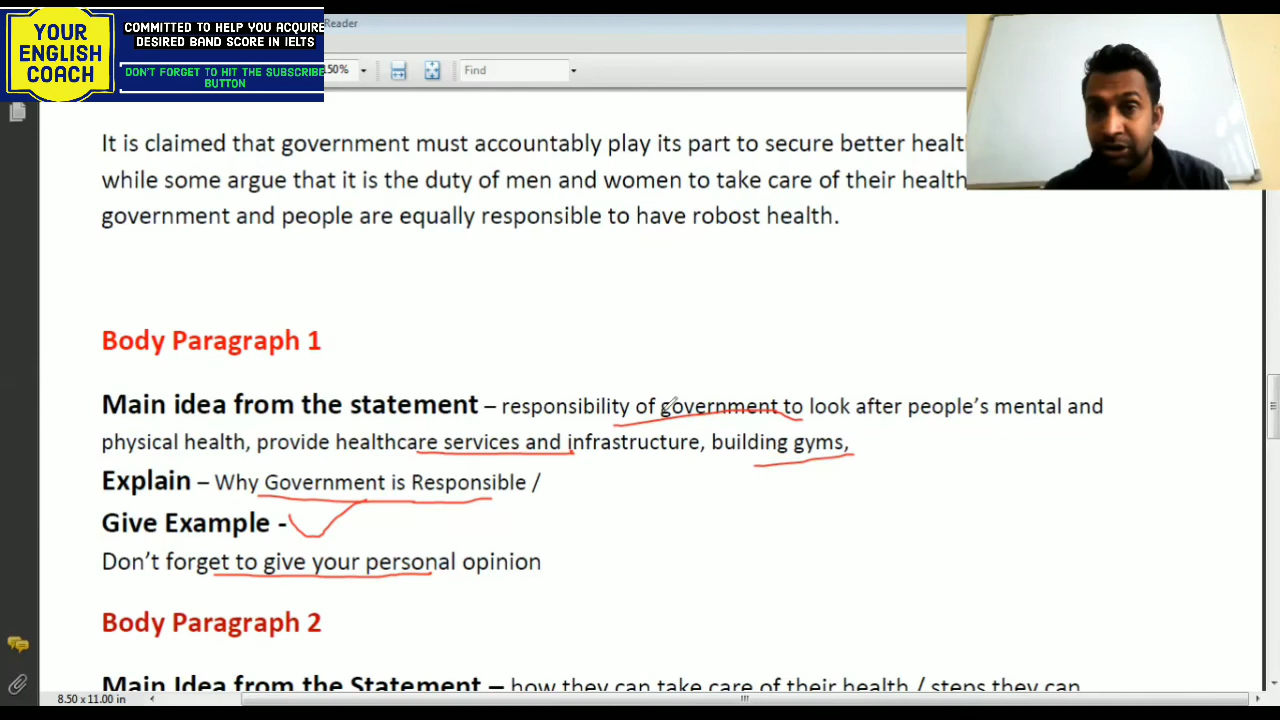 YOUR
ENGLISH
COACH
COMMITTED TO HELP YOU ACQUIRE
DESIRED BAND SCORE IN IELTS
DON'T FORGET TO HIT THE SUBSCRIBE
BUTTON
Reader
Find
It is claimed that government must accountably play its part to secure better health
while some argue that it is the duty of men and women to take care of their health
government and people are equally responsible to have robost health.
Body Paragraph 1
Main idea from the statement – responsibility of government to look after people's mental and
physical health, provide healthcare services and infrastructure, building gyms,
Explain – Why Government is Responsible /
Give Example -
Don't forget to give your personal opinion
Body Paragraph 2
Main Idea from the Statement – how they can take care of their health / steps they can
8.50 x 11.00 in